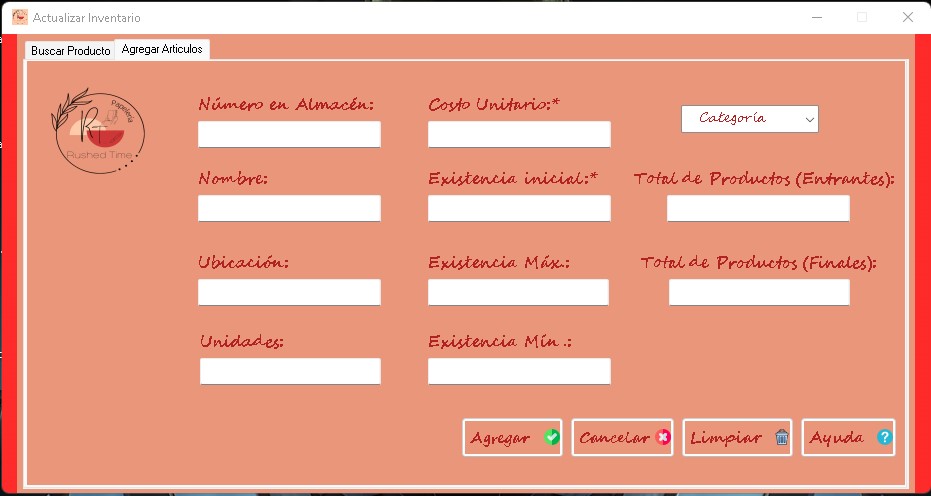 Actualizar Inventario
Buscar Producto
Agregar Articulos
Papelería
RT
Rushed Time
Número en Almacén:
Costo Unitario:*
Categoría
Nombre:
Existencia inicial:*
Total de Productos (Entrantes):
Ubicación:
Existencia Máx.:
Total de Productos (Finales):
Unidades:
Existencia Mín .:
Agregar
Cancelar
Limpiar
Ayuda
?